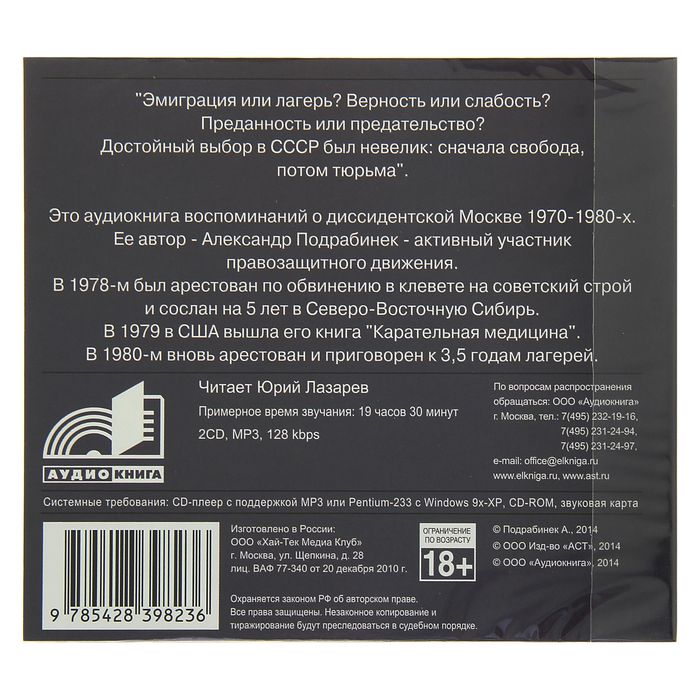 "Эмиграция или лагерь? Верность или слабость?
Преданность или предательство?
Достойный выбор в СССР был невелик: сначала свобода,
потом тюрьма".
Это аудиокнига воспоминаний о диссидентской Москве 1970-1980-х.
Ее автор - Александр Подрабинек - активный участник
правозащитного движения.
В 1978-м был арестован по обвинению в клевете на советский строй
и сослан на 5 лет в Северо-Восточную Сибирь.
В 1979 в США вышла его книга "Карательная медицина".
В 1980-м вновь арестован и приговорен к 3,5 годам лагерей.
АУДИОКНИГА
Читает Юрий Лазарев
Примерное время звучания: 19 часов 30 минут
2CD, MP3, 128 kbps
По вопросам распространения
обращаться: ООО «Аудиокнига»
г. Москва, тел.: 7(495) 232-19-16,
7(495) 231-24-94,
7(495) 231-24-97,
e-mail: office@elkniga.ru
www.elkniga.ru www.ast.ru
Системные требования: CD-плеер с поддержкой MP3 или Pentium-233 с Windows 9x-XP, CD-ROM, звуковая карта
9 785428 398236
Изготовлено в России:
ООО «Хай-Тек Медиа Клуб»
г. Москва, ул. Щепкина, д. 28
лиц. ВАФ 77-340 от 20 декабря 2010 г.
ОГРАНИЧЕНИЕ
ПО ВОЗРАСТУ
18+
© Подрабинек А., 2014
© ООО Изд-во «АСТ», 2014
© ООО «Аудиокнига», 2014
Охраняется законом РФ об авторском праве.
Все права защищены. Незаконное копирование и
тиражирование будут преследоваться в судебном порядке.